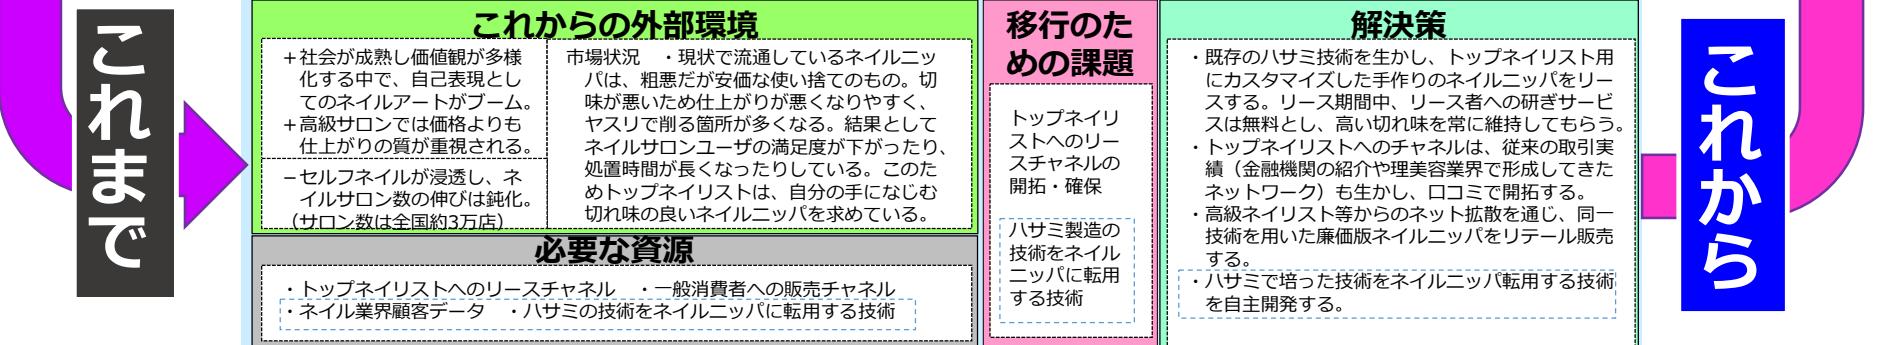 これまで
これからの外部環境
＋社会が成熟し価値観が多様
化する中で、自己表現とし
てのネイルアートがブーム。
＋高級サロンでは価格よりも
仕上がりの質が重視される。
－セルフネイルが浸透し、ネ
イルサロン数の伸びは鈍化。
（サロン数は全国約3万店）
市場状況　・現状で流通しているネイルニッ
パは、粗悪だが安価な使い捨てのもの。切
味が悪いため仕上がりが悪くなりやすく、
ヤスリで削る箇所が多くなる。結果として
ネイルサロンユーザの満足度が下がったり、
処置時間が長くなったりしている。このた
めトップネイリストは、自分の手になじむ
切れ味の良いネイルニッパを求めている。
必要な資源
・トップネイリストへのリースチャネル　・一般消費者への販売チャネル
・ネイル業界顧客データ　・ハサミの技術をネイルニッパに転用する技術
移行のた
めの課題
トップネイリ
ストへのリー
スチャネルの
開拓・確保
ハサミ製造の
技術をネイル
ニッパに転用
する技術
解決策
・既存のハサミ技術を生かし、トップネイリスト用
にカスタマイズした手作りのネイルニッパをリー
スする。リース期間中、リース者への研ぎサービ
スは無料とし、高い切れ味を常に維持してもらう。
・トップネイリストへのチャネルは、従来の取引実
績（金融機関の紹介や理美容業界で形成してきた
ネットワーク）も生かし、口コミで開拓する。
・高級ネイリスト等からのネット拡散を通じ、同一
技術を用いた廉価版ネイルニッパをリテール販売
する。
・ハサミで培った技術をネイルニッパ転用する技術
を自主開発する。
これから